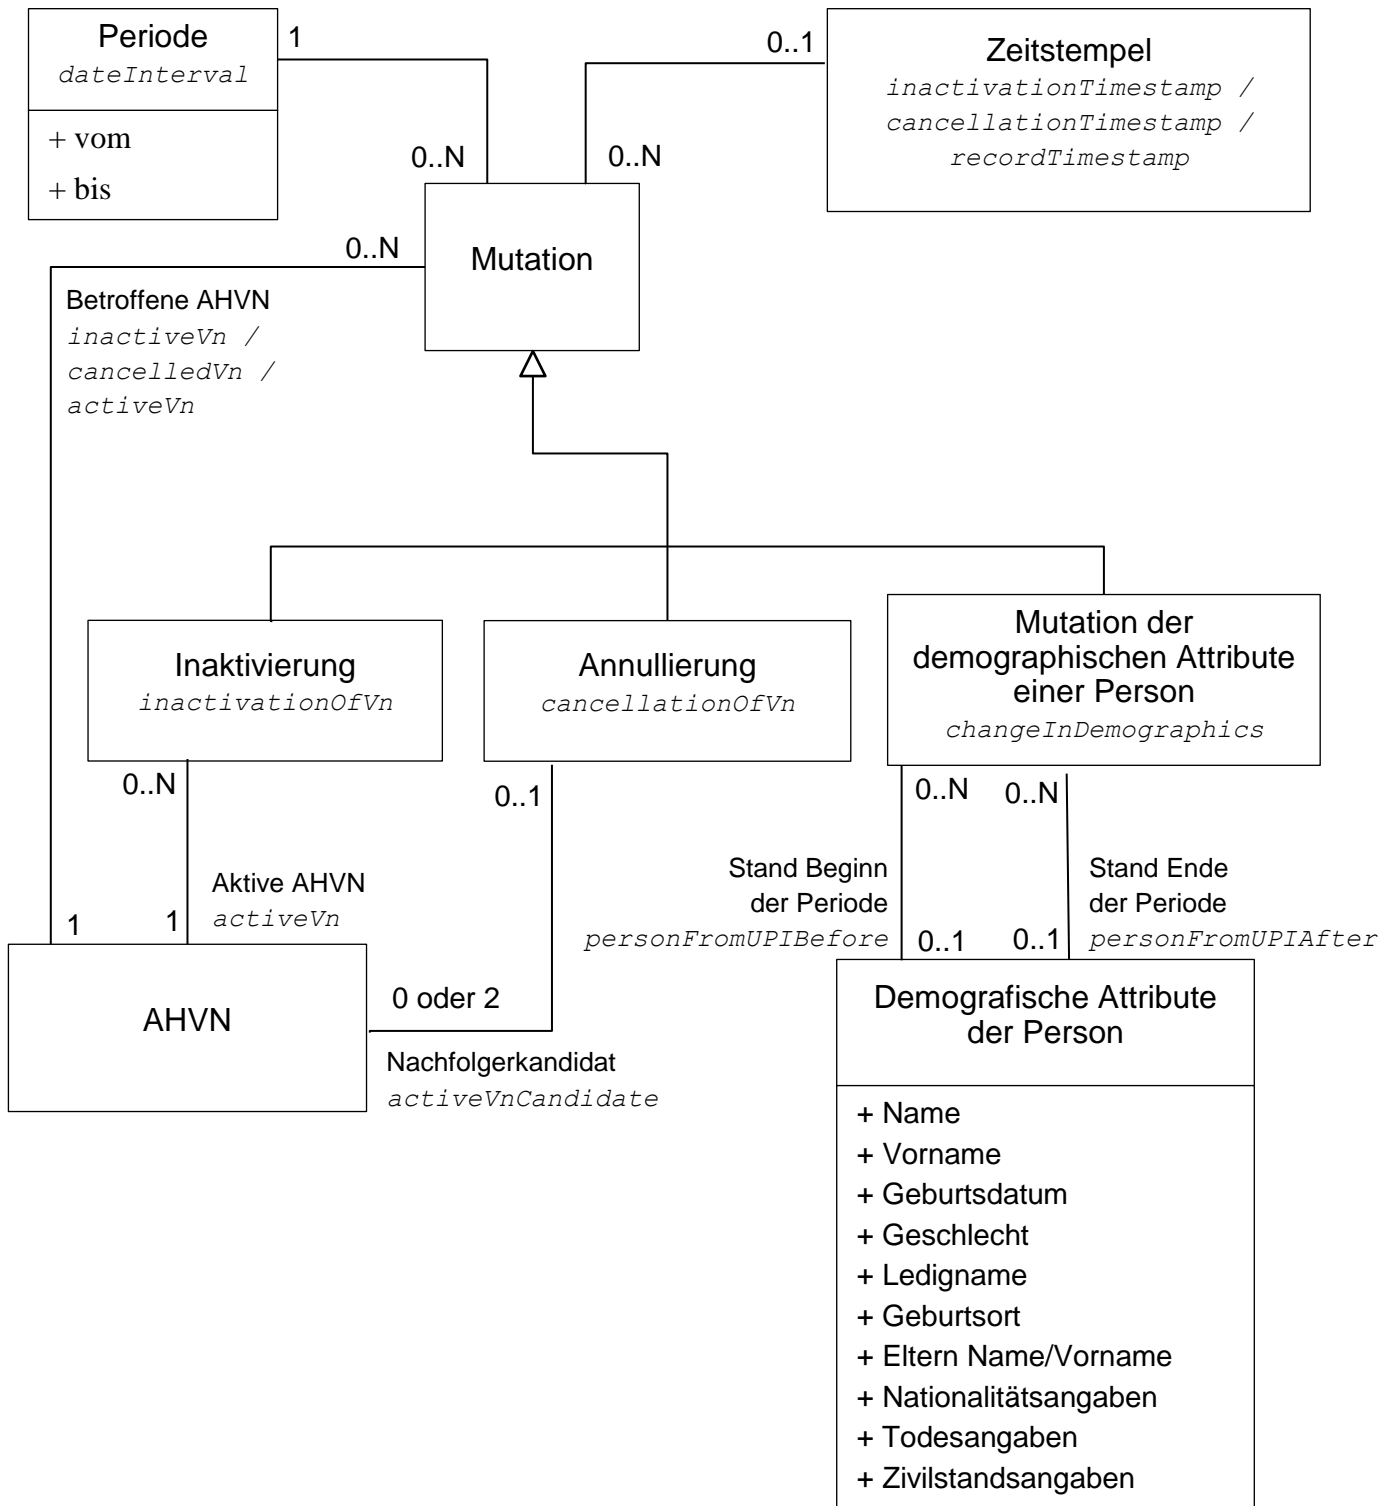 Periode
dateInterval
+ vom
+ bis
1
0..N
0..1
0..N
Zeitstempel
inactivationTimestamp /
cancellationTimestamp /
recordTimestamp
Mutation
0..N
Betroffene AHVN
inactiveVn /
cancelledVn /
activeVn
Inaktivierung
inactivationOfVn
Annullierung
cancellationOfVn
Mutation der
demographischen Attribute
einer Person
changeInDemographics
0..N
0..1
0..N
0..N
Aktive AHVN
activeVn
1
1
Stand Beginn
der Periode
personFromUPIBefore
0..1
0..1
Stand Ende
der Periode
personFromUPIAfter
AHVN
0 oder 2
Nachfolgerkandidat
activeVnCandidate
Demografische Attribute
der Person
+ Name
+ Vorname
+ Geburtsdatum
+ Geschlecht
+ Ledigname
+ Geburtsort
+ Eltern Name/Vorname
+ Nationalitätsangaben
+ Todesangaben
+ Zivilstandsangaben